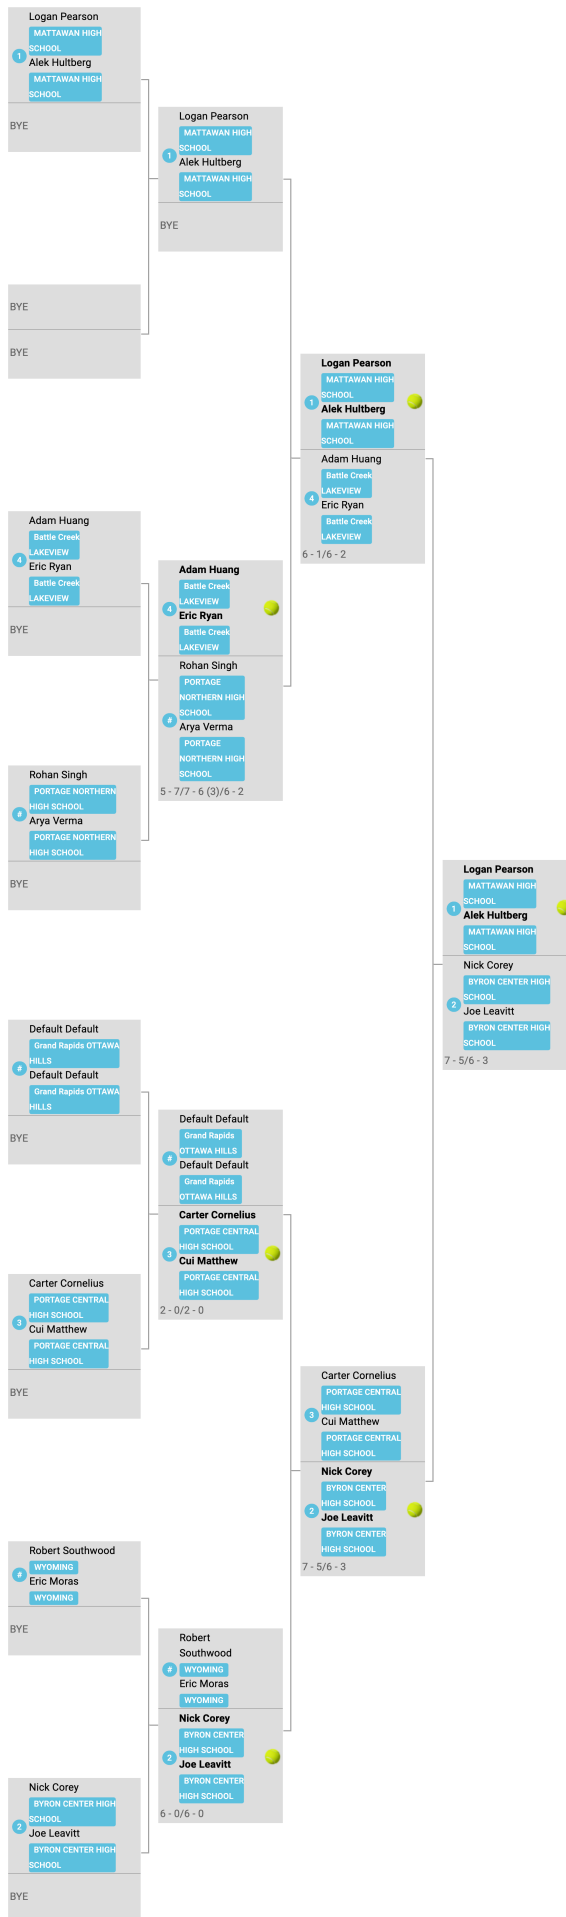 Logan Pearson
MATTAWAN HIGH
SCHOOL
1
Alek Hultberg
MATTAWAN HIGH
SCHOOL
BYE
Logan Pearson
MATTAWAN HIGH
SCHOOL
1
Alek Hultberg
MATTAWAN HIGH
SCHOOL
BYE
BYE
BYE
Logan Pearson
MATTAWAN HIGH
SCHOOL
1
Alek Hultberg
MATTAWAN HIGH
SCHOOL
Adam Huang
Battle Creek
LAKEVIEW
4
Eric Ryan
Battle Creek
LAKEVIEW
6 - 1/6 - 2
Adam Huang
Battle Creek
LAKEVIEW
4
Eric Ryan
Battle Creek
LAKEVIEW
BYE
Adam Huang
Battle Creek
LAKEVIEW
4
Eric Ryan
Battle Creek
LAKEVIEW
Rohan Singh
PORTAGE
NORTHERN HIGH
SCHOOL
#
Arya Verma
PORTAGE
NORTHERN HIGH
SCHOOL
5 - 7/7 - 6 (3)/6 - 2
Rohan Singh
PORTAGE NORTHERN
HIGH SCHOOL
#
Arya Verma
PORTAGE NORTHERN
HIGH SCHOOL
BYE
Logan Pearson
MATTAWAN HIGH
SCHOOL
1
Alek Hultberg
MATTAWAN HIGH
SCHOOL
Nick Corey
BYRON CENTER HIGH
SCHOOL
2
Joe Leavitt
BYRON CENTER HIGH
SCHOOL
7 - 5/6 - 3
Default Default
Grand Rapids OTTAWA
HILLS
#
Default Default
Grand Rapids OTTAWA
HILLS
BYE
Default Default
Grand Rapids
OTTAWA HILLS
#
Default Default
Grand Rapids
OTTAWA HILLS
Carter Cornelius
PORTAGE CENTRAL
HIGH SCHOOL
3
Cui Matthew
PORTAGE CENTRAL
HIGH SCHOOL
2 - 0/2 - 0
Carter Cornelius
PORTAGE CENTRAL
HIGH SCHOOL
3
Cui Matthew
PORTAGE CENTRAL
HIGH SCHOOL
BYE
Carter Cornelius
PORTAGE CENTRAL
HIGH SCHOOL
3
Cui Matthew
PORTAGE CENTRAL
HIGH SCHOOL
Nick Corey
BYRON CENTER
HIGH SCHOOL
2
Joe Leavitt
BYRON CENTER
HIGH SCHOOL
7 - 5/6 - 3
Robert Southwood
WYOMING
#
Eric Moras
WYOMING
BYE
Robert
Southwood
WYOMING
#
Eric Moras
WYOMING
Nick Corey
BYRON CENTER
HIGH SCHOOL
2
Joe Leavitt
BYRON CENTER
HIGH SCHOOL
6 - 0/6 - 0
Nick Corey
BYRON CENTER HIGH
SCHOOL
2
Joe Leavitt
BYRON CENTER HIGH
SCHOOL
BYE